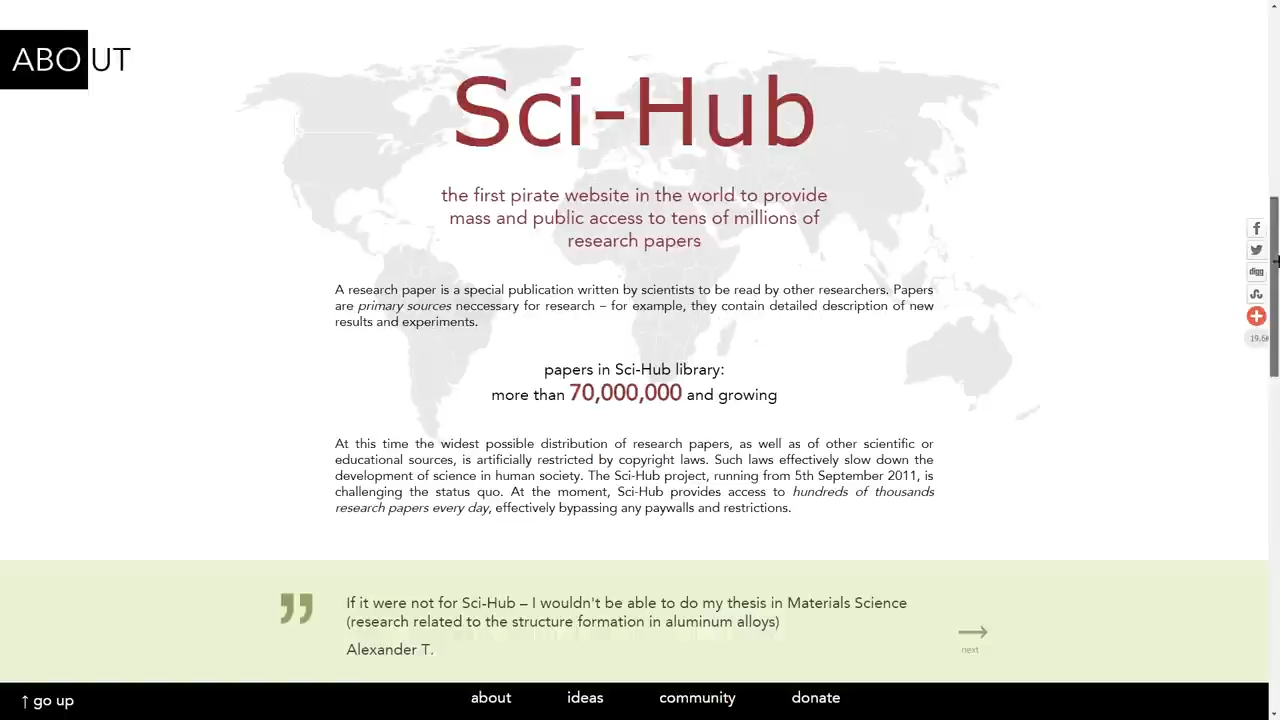 ABOUT
Sci-Hub
the first pirate website in the world to provide
mass and public access to tens of millions of
research papers
A research paper is a special publication written by scientists to be read by other researchers. Papers
are primary sources neccessary for research – for example, they contain detailed description of new
results and experiments.
papers in Sci-Hub library:
more than 70,000,000 and growing
At this time the widest possible distribution of research papers, as well as of other scientific or
educational sources, is artificially restricted by copyright laws. Such laws effectively slow down the
development of science in human society. The Sci-Hub project, running from 5th September 2011, is
challenging the status quo. At the moment, Sci-Hub provides access to hundreds of thousands
research papers every day, effectively bypassing any paywalls and restrictions.
digg
If it were not for Sci-Hub – I wouldn't be able to do my thesis in Materials Science
(research related to the structure formation in aluminum alloys)
Alexander T.
next
↑ go up
about
ideas
community
donate